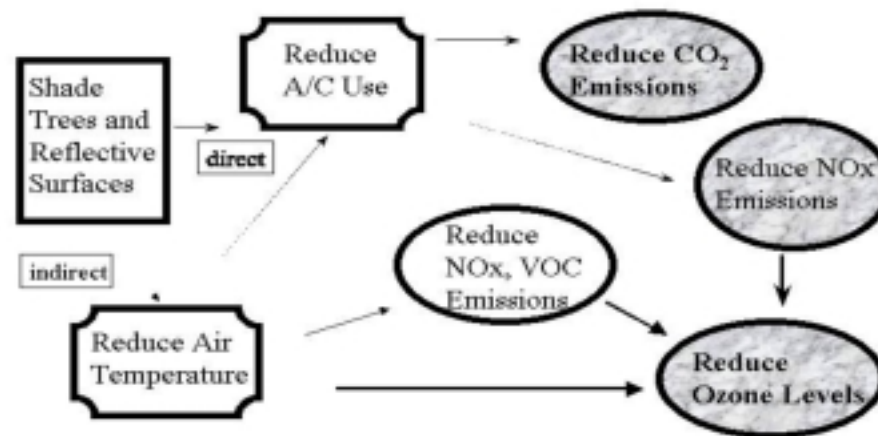 Shade
Trees and
Reflective
Surfaces
direct
Reduce
A/C Use
Reduce CO₂
Emissions
Reduce NOx
Emissions
indirect
Reduce Air
Temperature
Reduce
NOx, VOC
Emissions
Reduce
Ozone Levels